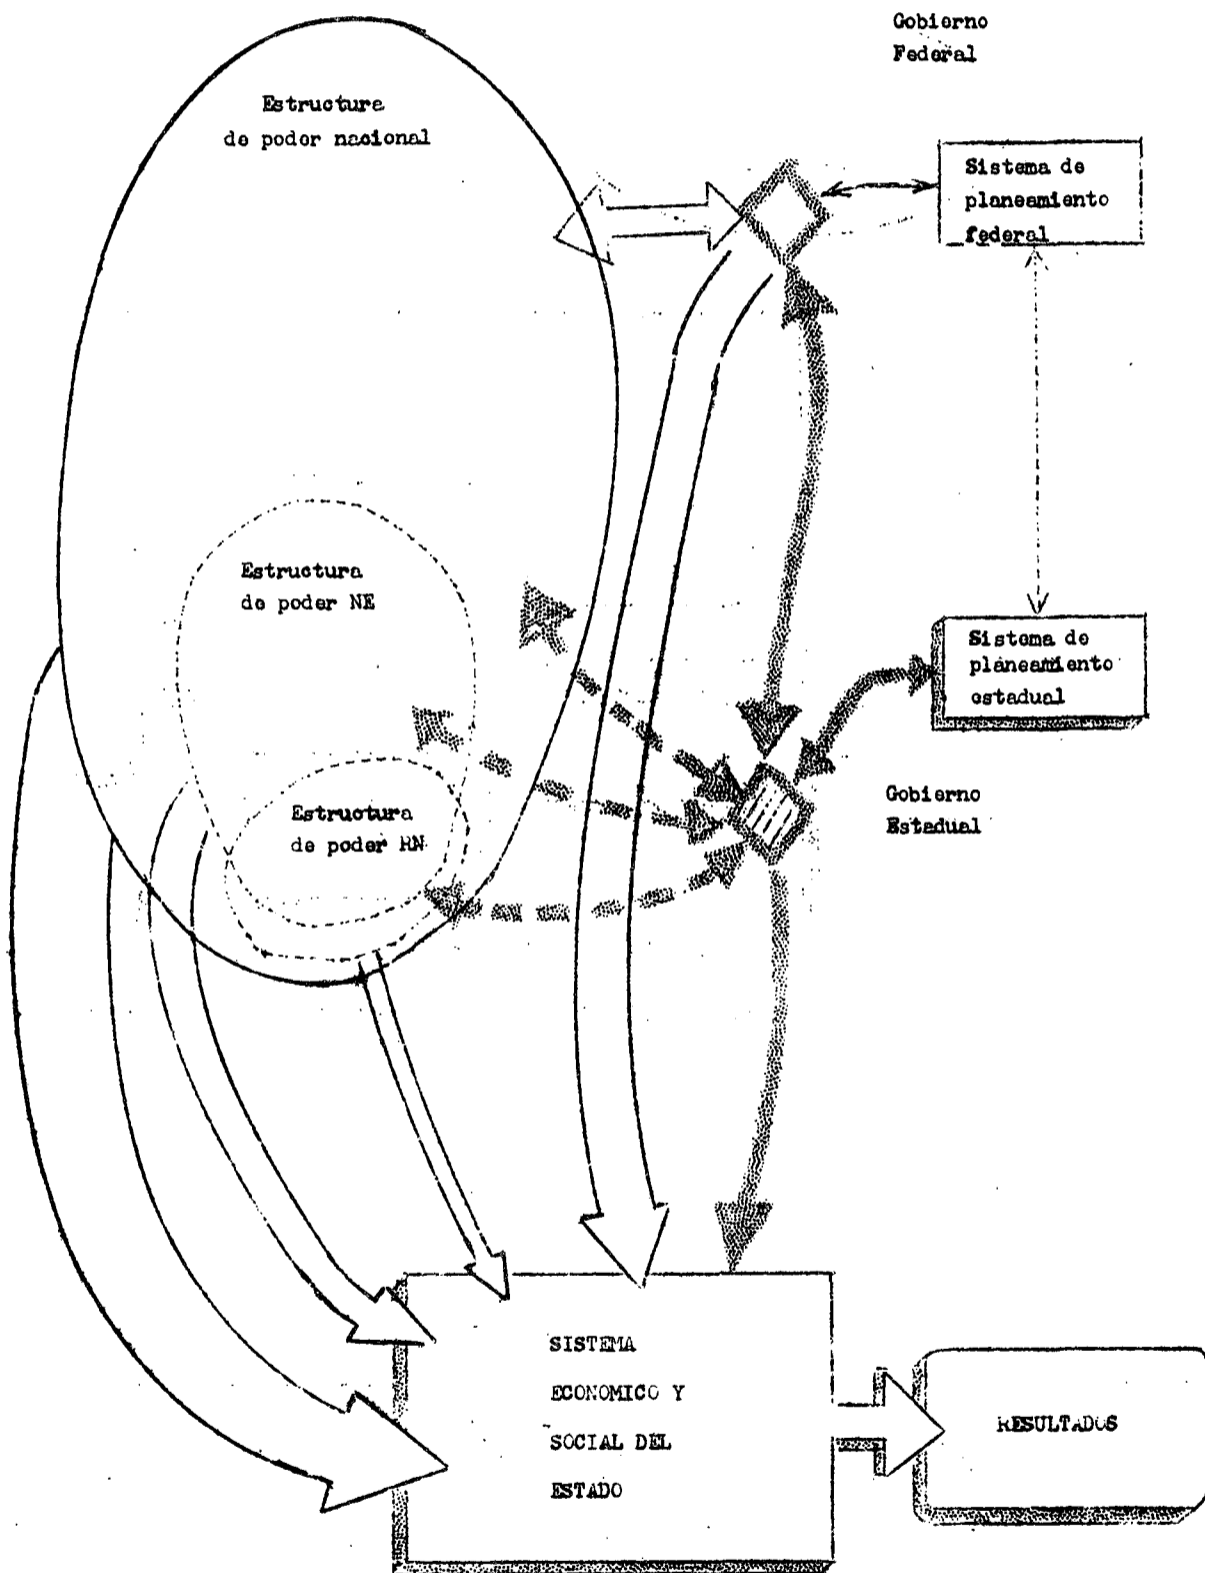 Gobierno
Federal
Estructura
de poder nacional
Sistema de
planeamiento
federal
Estructura
de poder NE
Sistema de
planeamiento
estadual
Estructura
de poder RN
Gobierno
Estadual
SISTEMA
ECONOMICO Y
SOCIAL DEL
ESTADO
RESULTADOS